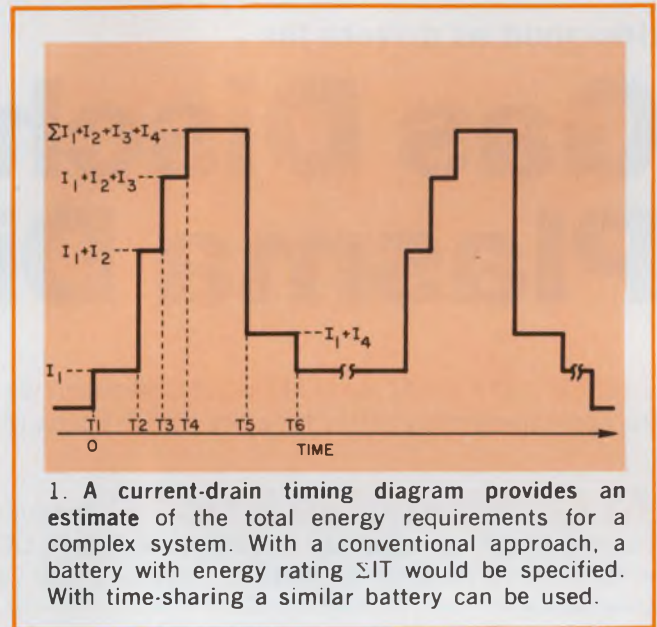 ΣI₁+I₂+I₃+I₄
I₁+I₂+I₃
I₁+I₂
I₁+I₄
I₁
T1 T2 T3 T4 T5 T6
0 TIME
1. A current-drain timing diagram provides an
estimate of the total energy requirements for a
complex system. With a conventional approach, a
battery with energy rating ΣIT would be specified.
With time-sharing a similar battery can be used.